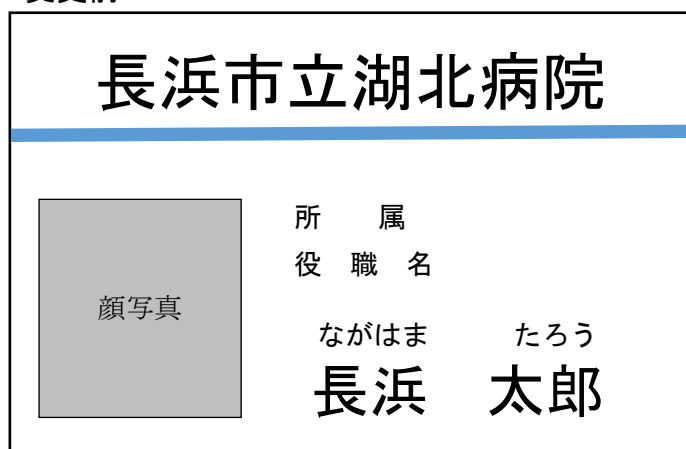 長浜市立湖北病院
所　属
役 職 名
顔写真
ながはま　たろう
長浜　太郎